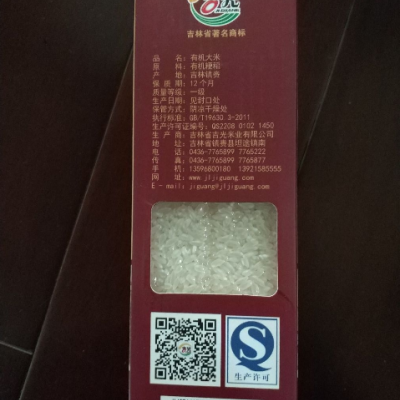 吉林省著名商标
品　　名：有机大米
原　　料：有机粳稻
产　　地：吉林镇赉
保 质 期：12个月
质量等级：一级
生产日期：见封口处
保管方式：阴凉干燥处
执行标准：GB/T19630.3-2011
生产许可证编号：QS2208 0102 1450
生 产 商：吉林省吉光米业有限公司
地　　址：吉林省镇赉县坦途镇南
电　　话：0436-7765899 7766222
传　　真：0436-7765899 7765877
手　　机：13596800180 13921585555
网　　址：www.jljiguang.com
E - mail：jiguang@jljiguang.com
生产许可